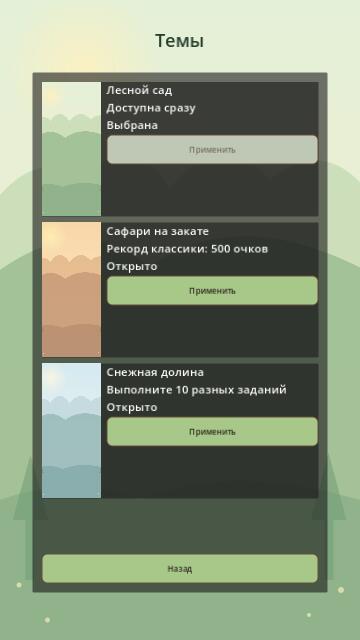 Темы
Лесной сад
Доступна сразу
Выбрана
Применить
Сафари на закате
Рекорд классики: 500 очков
Открыто
Применить
Снежная долина
Выполните 10 разных заданий
Открыто
Применить
Назад